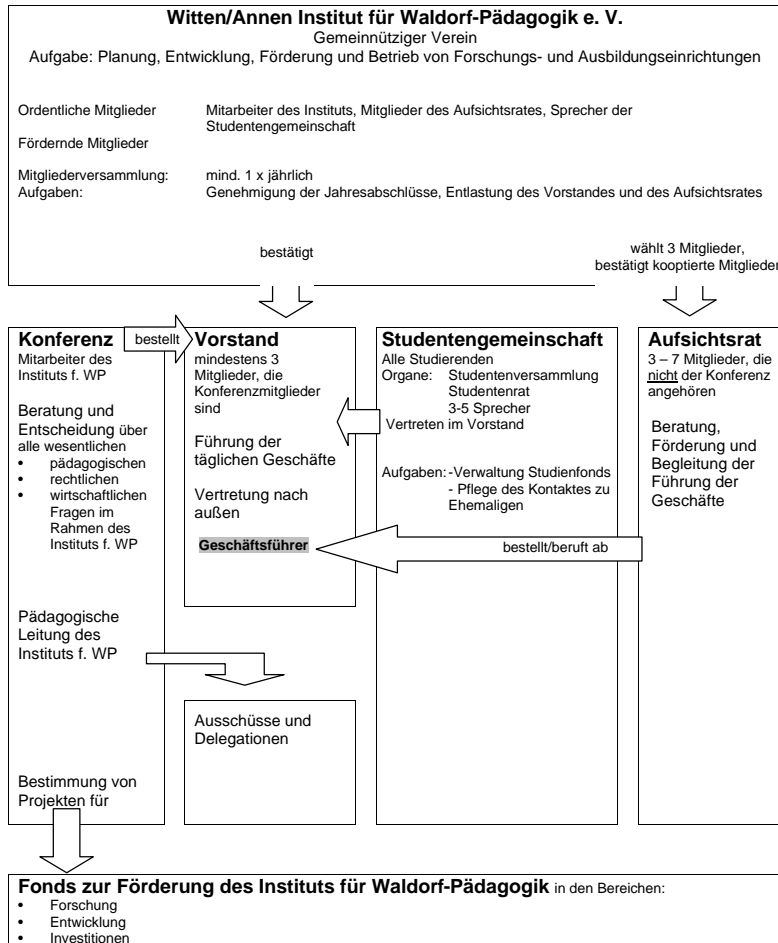 Witten/Annen Institut für Waldorf-Pädagogik e. V.
Gemeinnütziger Verein
Aufgabe: Planung, Entwicklung, Förderung und Betrieb von Forschungs- und Ausbildungseinrichtungen
Ordentliche Mitglieder Mitarbeiter des Instituts, Mitglieder des Aufsichtsrates, Sprecher der
Studentengemeinschaft
Fördernde Mitglieder
Mitgliederversammlung: mind. 1 x jährlich
Aufgaben: Genehmigung der Jahresabschlüsse, Entlastung des Vorstandes und des Aufsichtsrates
bestätigt
wählt 3 Mitglieder,
bestätigt kooptierte Mitglieder
Konferenz
Mitarbeiter des
Instituts f. WP
Beratung und
Entscheidung über
alle wesentlichen
• pädagogischen
• rechtlichen
• wirtschaftlichen
Fragen im
Rahmen des
Instituts f. WP
Pädagogische
Leitung des
Instituts f. WP
Bestimmung von
Projekten für
bestellt
Vorstand
mindestens 3
Mitglieder, die
Konferenzmitglieder
sind
Führung der
täglichen Geschäfte
Vertretung nach
außen
Geschäftsführer
Ausschüsse und
Delegationen
Studentengemeinschaft
Alle Studierenden
Organe: Studentenversammlung
Studentenrat
3-5 Sprecher
Vertreten im Vorstand
Aufgaben: -Verwaltung Studienfonds
- Pflege des Kontaktes zu
Ehemaligen
bestellt/beruft ab
Aufsichtsrat
3 – 7 Mitglieder, die
nicht der Konferenz
angehören
Beratung,
Förderung und
Begleitung der
Führung der
Geschäfte
Fonds zur Förderung des Instituts für Waldorf-Pädagogik in den Bereichen:
• Forschung
• Entwicklung
• Investitionen